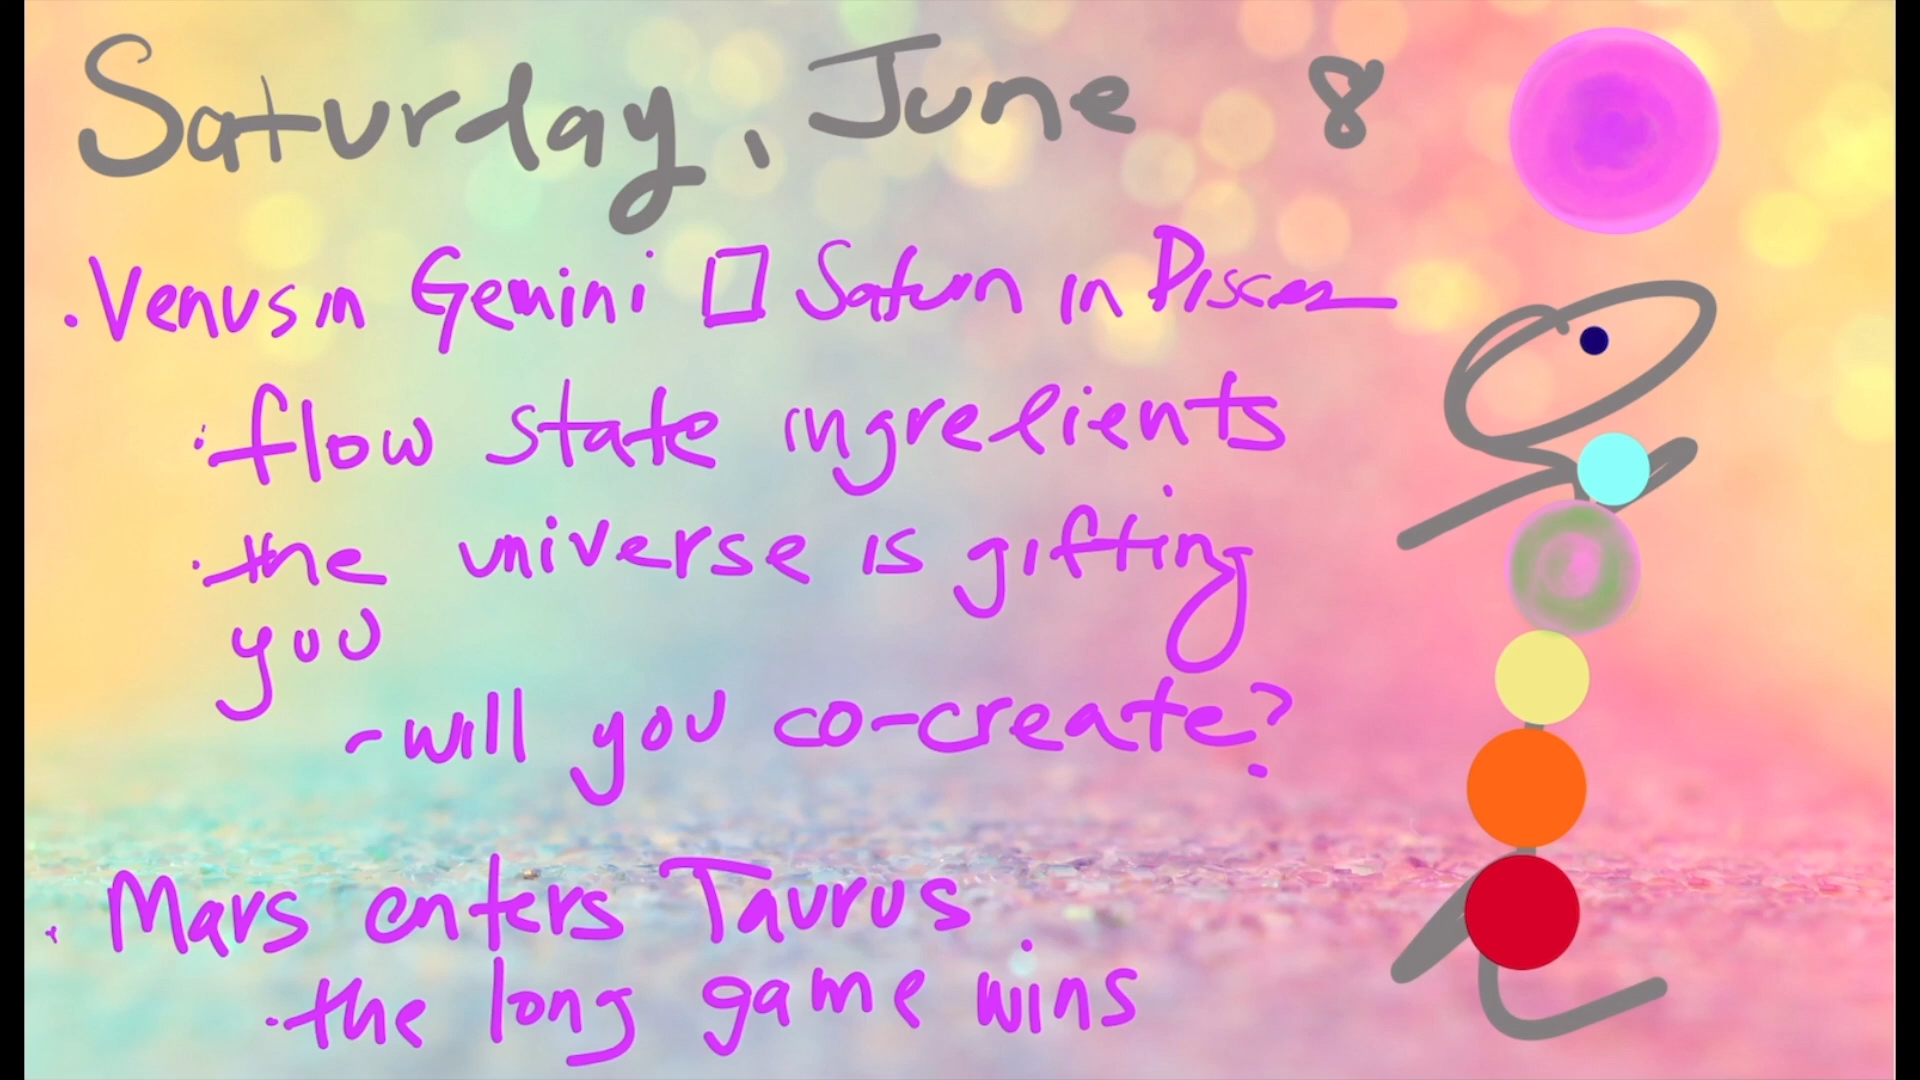 Saturday, June 8
• Venus in Gemini □ Saturn in Pisces
• flow state ingredients
• the universe is gifting
you
- will you co-create?
• Mars enters Taurus
• the long game wins